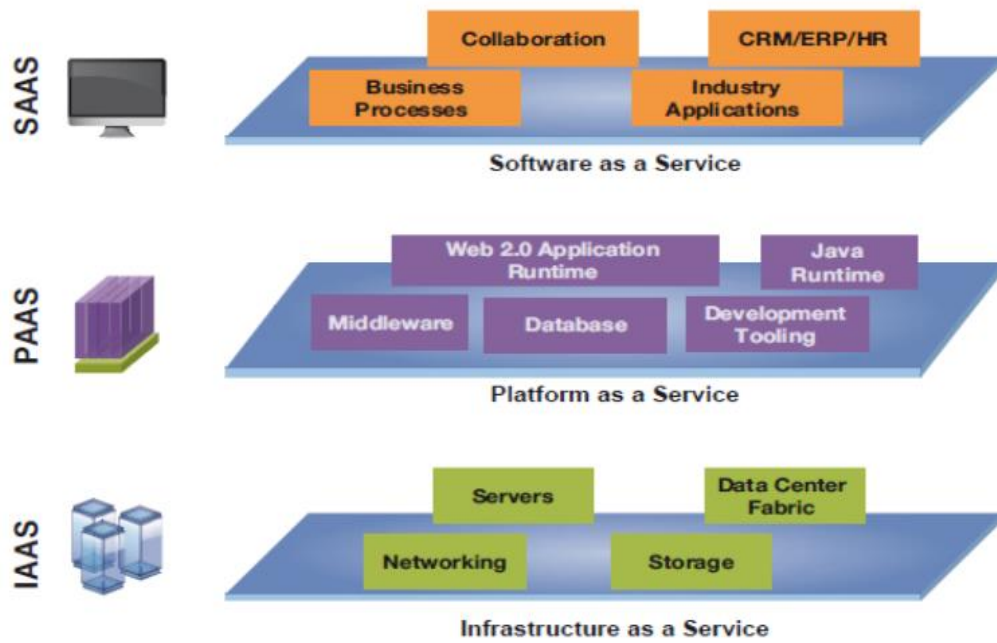 SAAS
Collaboration
CRM/ERP/HR
Business
Processes
Industry
Applications
Software as a Service
PAAS
Web 2.0 Application
Runtime
Java
Runtime
Middleware
Database
Development
Tooling
Platform as a Service
IAAS
Servers
Data Center
Fabric
Networking
Storage
Infrastructure as a Service